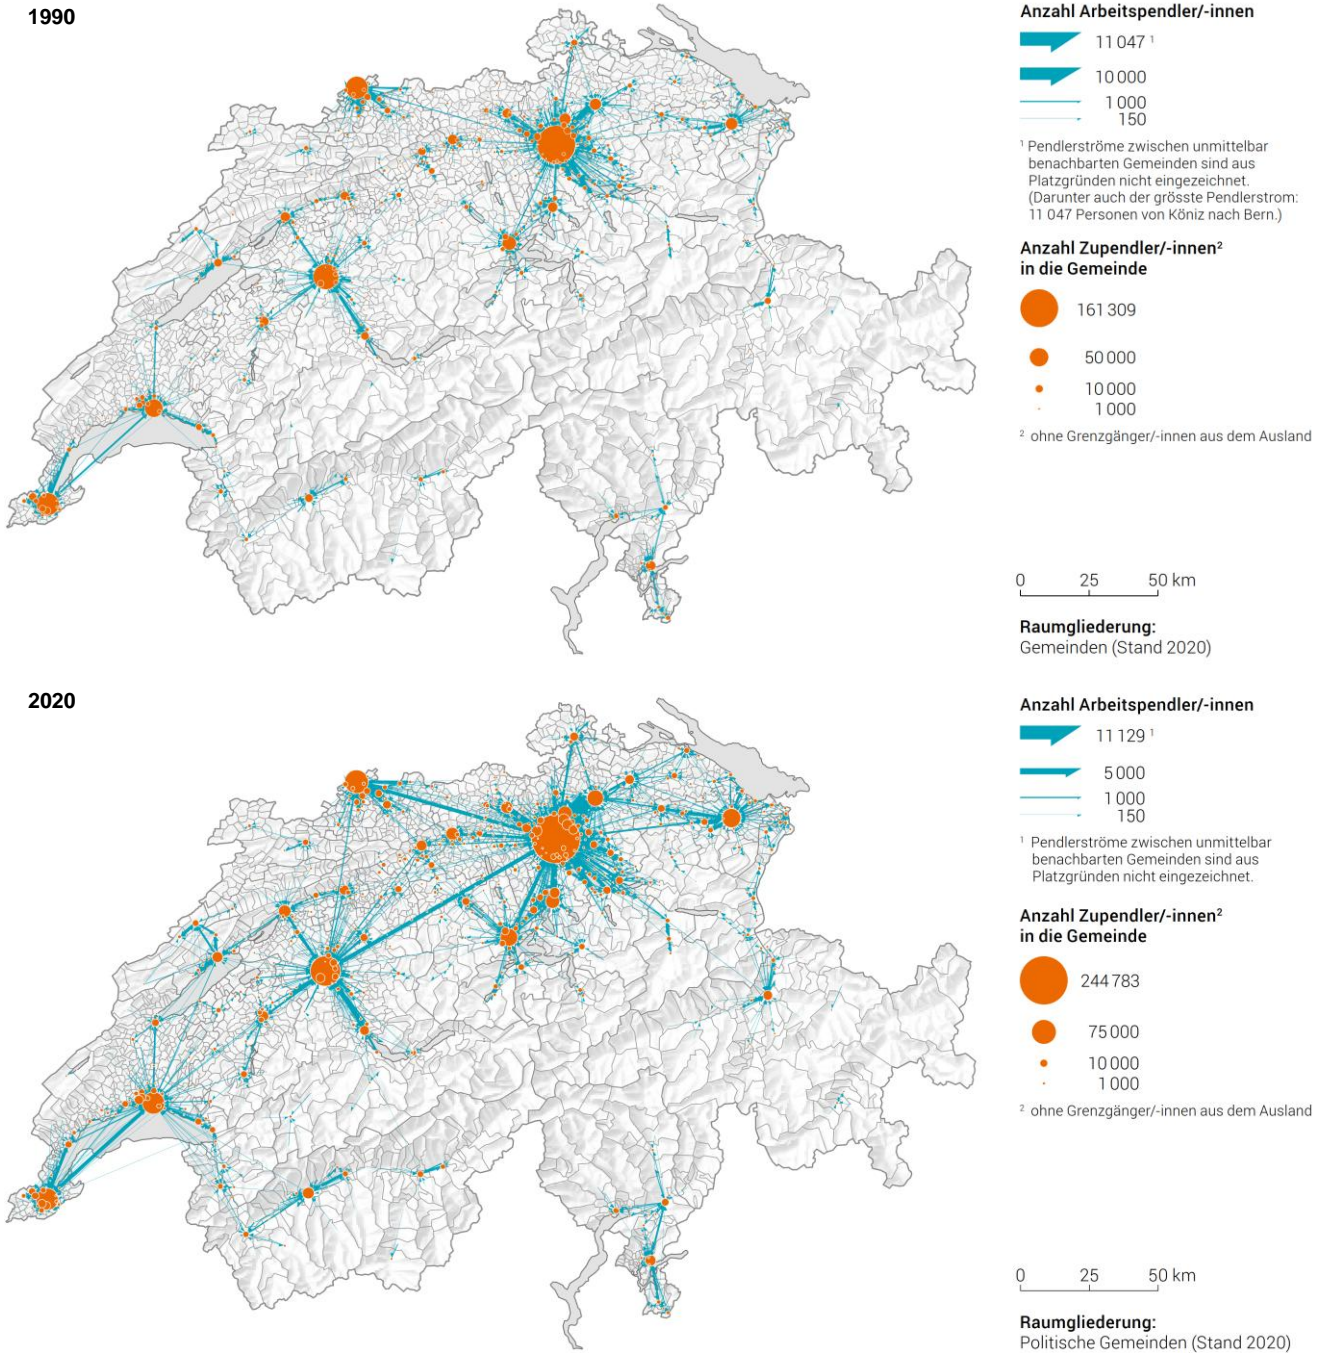 1990
Anzahl Arbeitspendler/-innen
11 047 ¹
10 000
1 000
150
¹ Pendlerströme zwischen unmittelbar
benachbarten Gemeinden sind aus
Platzgründen nicht eingezeichnet.
(Darunter auch der grösste Pendlerstrom:
11 047 Personen von Köniz nach Bern.)
Anzahl Zupendler/-innen²
in die Gemeinde
161 309
50 000
10 000
1 000
² ohne Grenzgänger/-innen aus dem Ausland
0 25 50 km
Raumgliederung:
Gemeinden (Stand 2020)
2020
Anzahl Arbeitspendler/-innen
11 129 ¹
5 000
1 000
150
¹ Pendlerströme zwischen unmittelbar
benachbarten Gemeinden sind aus
Platzgründen nicht eingezeichnet.
Anzahl Zupendler/-innen²
in die Gemeinde
244 783
75 000
10 000
1 000
² ohne Grenzgänger/-innen aus dem Ausland
0 25 50 km
Raumgliederung:
Politische Gemeinden (Stand 2020)